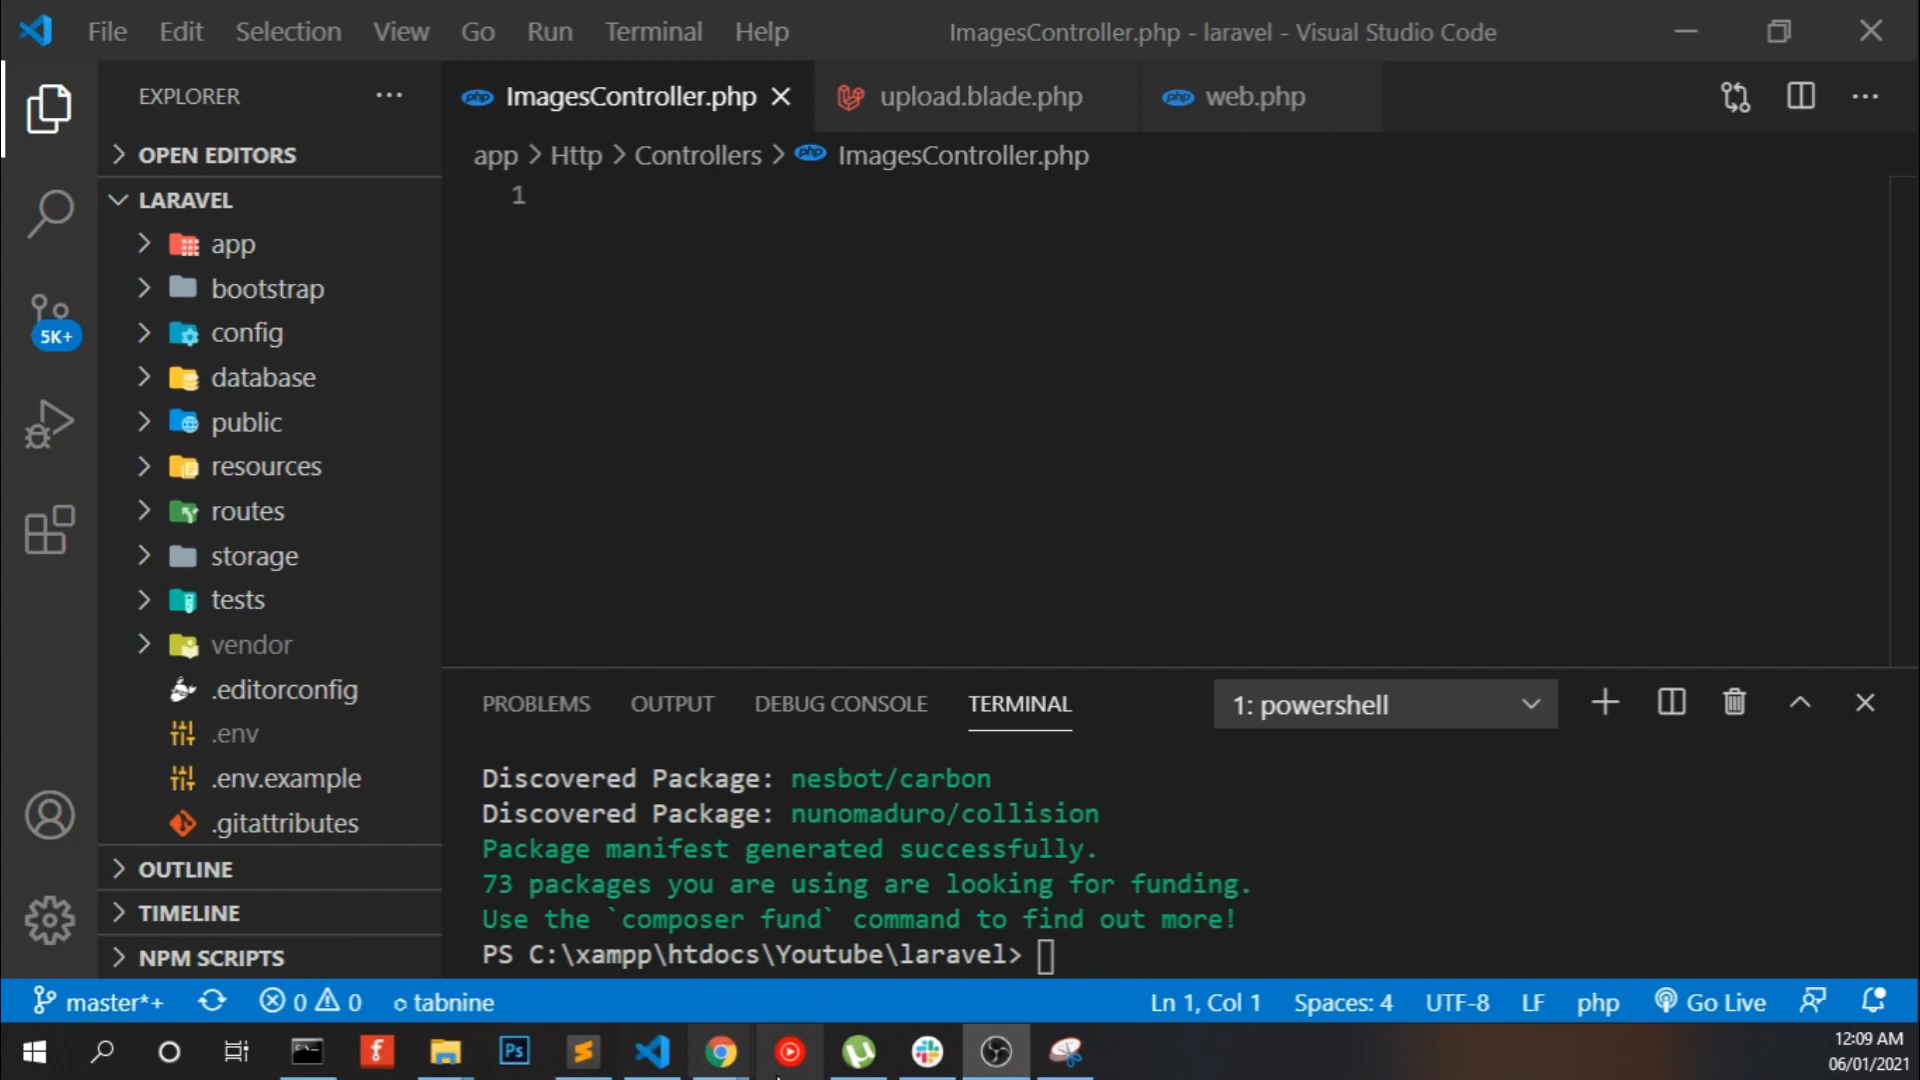 File Edit Selection View Go Run Terminal Help ImagesController.php - laravel - Visual Studio Code
EXPLORER
ImagesController.php upload.blade.php web.php
OPEN EDITORS
app > Http > Controllers > ImagesController.php
1
LARAVEL
app
bootstrap
config
database
public
resources
routes
storage
tests
vendor
.editorconfig
.env
.env.example
.gitattributes
OUTLINE
TIMELINE
NPM SCRIPTS
5K+
PROBLEMS OUTPUT DEBUG CONSOLE TERMINAL 1: powershell
Discovered Package: nesbot/carbon
Discovered Package: nunomaduro/collision
Package manifest generated successfully.
73 packages you are using are looking for funding.
Use the `composer fund` command to find out more!
PS C:\xampp\htdocs\Youtube\laravel>
master*+ 0 0 tabnine Ln 1, Col 1 Spaces: 4 UTF-8 LF php Go Live
Ps
12:09 AM
06/01/2021